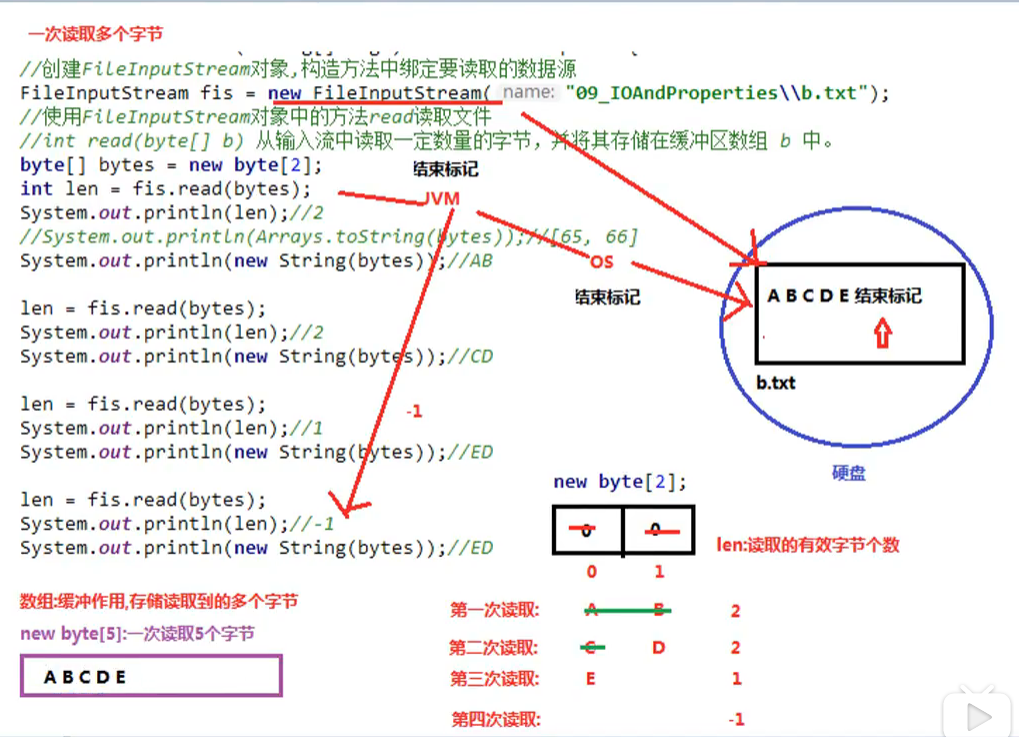 一次读取多个字节
//创建FileInputStream对象,构造方法中绑定要读取的数据源
FileInputStream fis = new FileInputStream( name: "09_IOAndProperties\\b.txt");
//使用FileInputStream对象中的方法read读取文件
//int read(byte[] b) 从输入流中读取一定数量的字节，并将其存储在缓冲区数组 b 中。
byte[] bytes = new byte[2];
结束标记
int len = fis.read(bytes);
JVM
System.out.println(len);//2
//System.out.println(Arrays.toString(bytes));//[65, 66]
System.out.println(new String(bytes));//AB
OS
结束标记
A B C D E 结束标记
b.txt
硬盘
len = fis.read(bytes);
System.out.println(len);//2
System.out.println(new String(bytes));//CD
len = fis.read(bytes);
-1
System.out.println(len);//1
System.out.println(new String(bytes));//ED
len = fis.read(bytes);
System.out.println(len);//-1
System.out.println(new String(bytes));//ED
new byte[2];
0 0
len:读取的有效字节个数
0 1
数组:缓冲作用,存储读取到的多个字节
new byte[5]:一次读取5个字节
A B C D E
第一次读取: A B 2
第二次读取: C D 2
第三次读取: E 1
第四次读取: -1